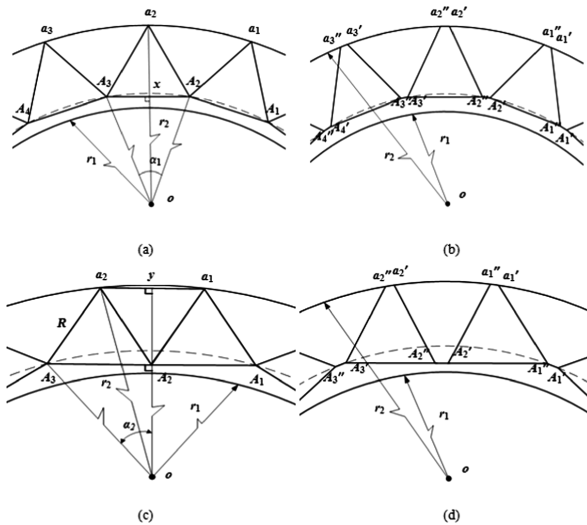 a₂
a₃ a₁
A₃ x A₂
A₄ A₁
r₂
r₁ α₁
o
(a)
a₂″ a₂′
a₃″ a₃′ a₁″ a₁′
A₃″ A₃′ A₂″ A₂′
A₄″ A₄′ A₁″ A₁′
r₁
r₂
o
(b)
a₂ y a₁
R
A₃ r₂ A₂ A₁
r₁
α₂
o
(c)
a₂″ a₂′ a₁″ a₁′
A₂″ A₂′
A₃″ A₃′ A₁″ A₁′
r₂ r₁
o
(d)